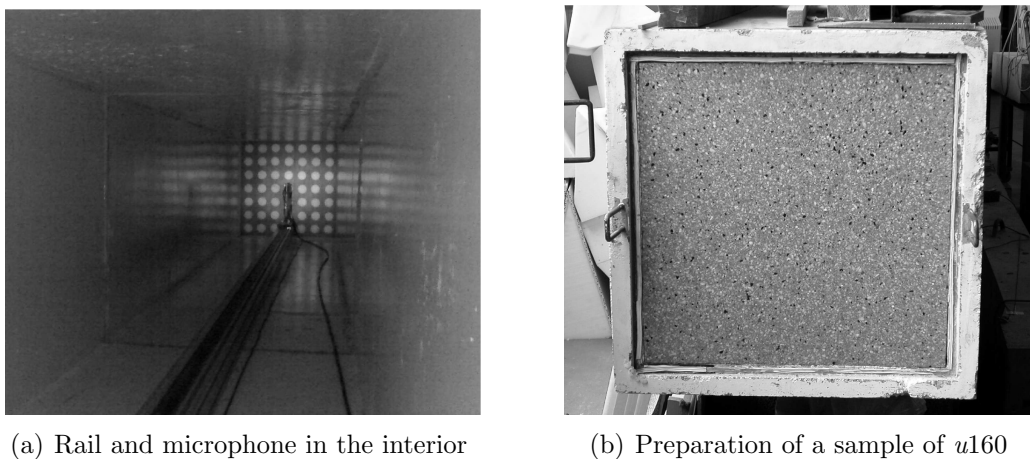 (a) Rail and microphone in the interior
(b) Preparation of a sample of u160